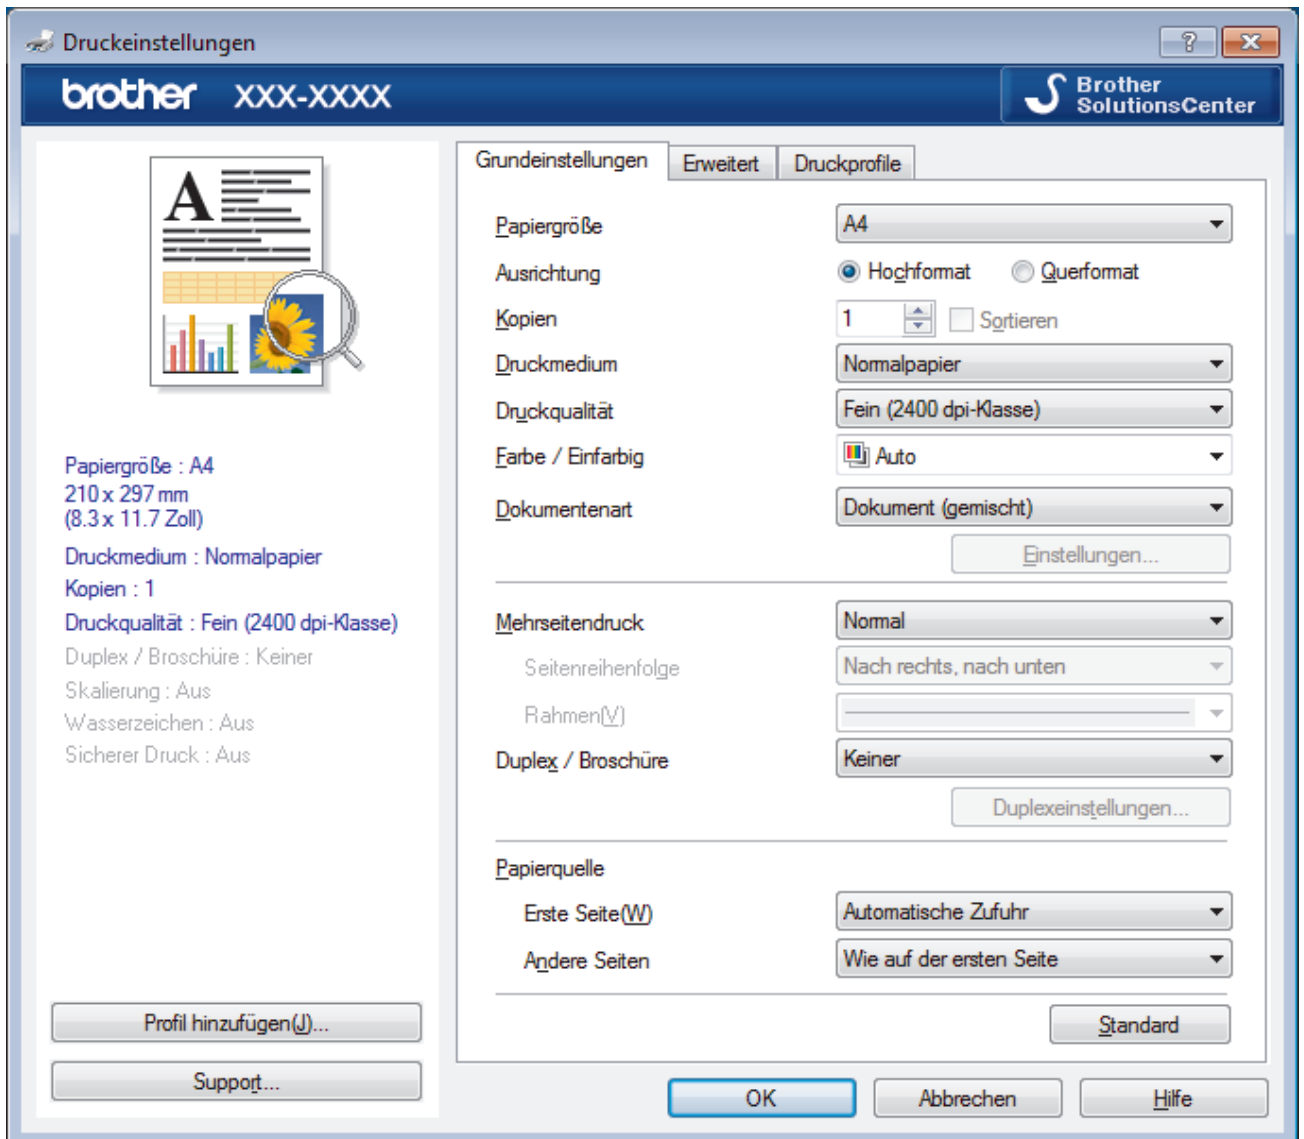 Druckeinstellungen
?
brother XXX-XXXX
Brother
SolutionsCenter
A
Papiergröße : A4
210 x 297 mm
(8.3 x 11.7 Zoll)
Druckmedium : Normalpapier
Kopien : 1
Druckqualität : Fein (2400 dpi-Klasse)
Duplex / Broschüre : Keiner
Skalierung : Aus
Wasserzeichen : Aus
Sicherer Druck : Aus
Profil hinzufügen(J)...
Support...
Grundeinstellungen Erweitert Druckprofile
Papiergröße A4
Ausrichtung Hochformat Querformat
Kopien 1 Sortieren
Druckmedium Normalpapier
Druckqualität Fein (2400 dpi-Klasse)
Farbe / Einfarbig Auto
Dokumentenart Dokument (gemischt)
Einstellungen...
Mehrseitendruck Normal
Seitenreihenfolge Nach rechts, nach unten
Rahmen(V)
Duplex / Broschüre Keiner
Duplexeinstellungen...
Papierquelle
Erste Seite(W) Automatische Zufuhr
Andere Seiten Wie auf der ersten Seite
Standard
OK Abbrechen Hilfe